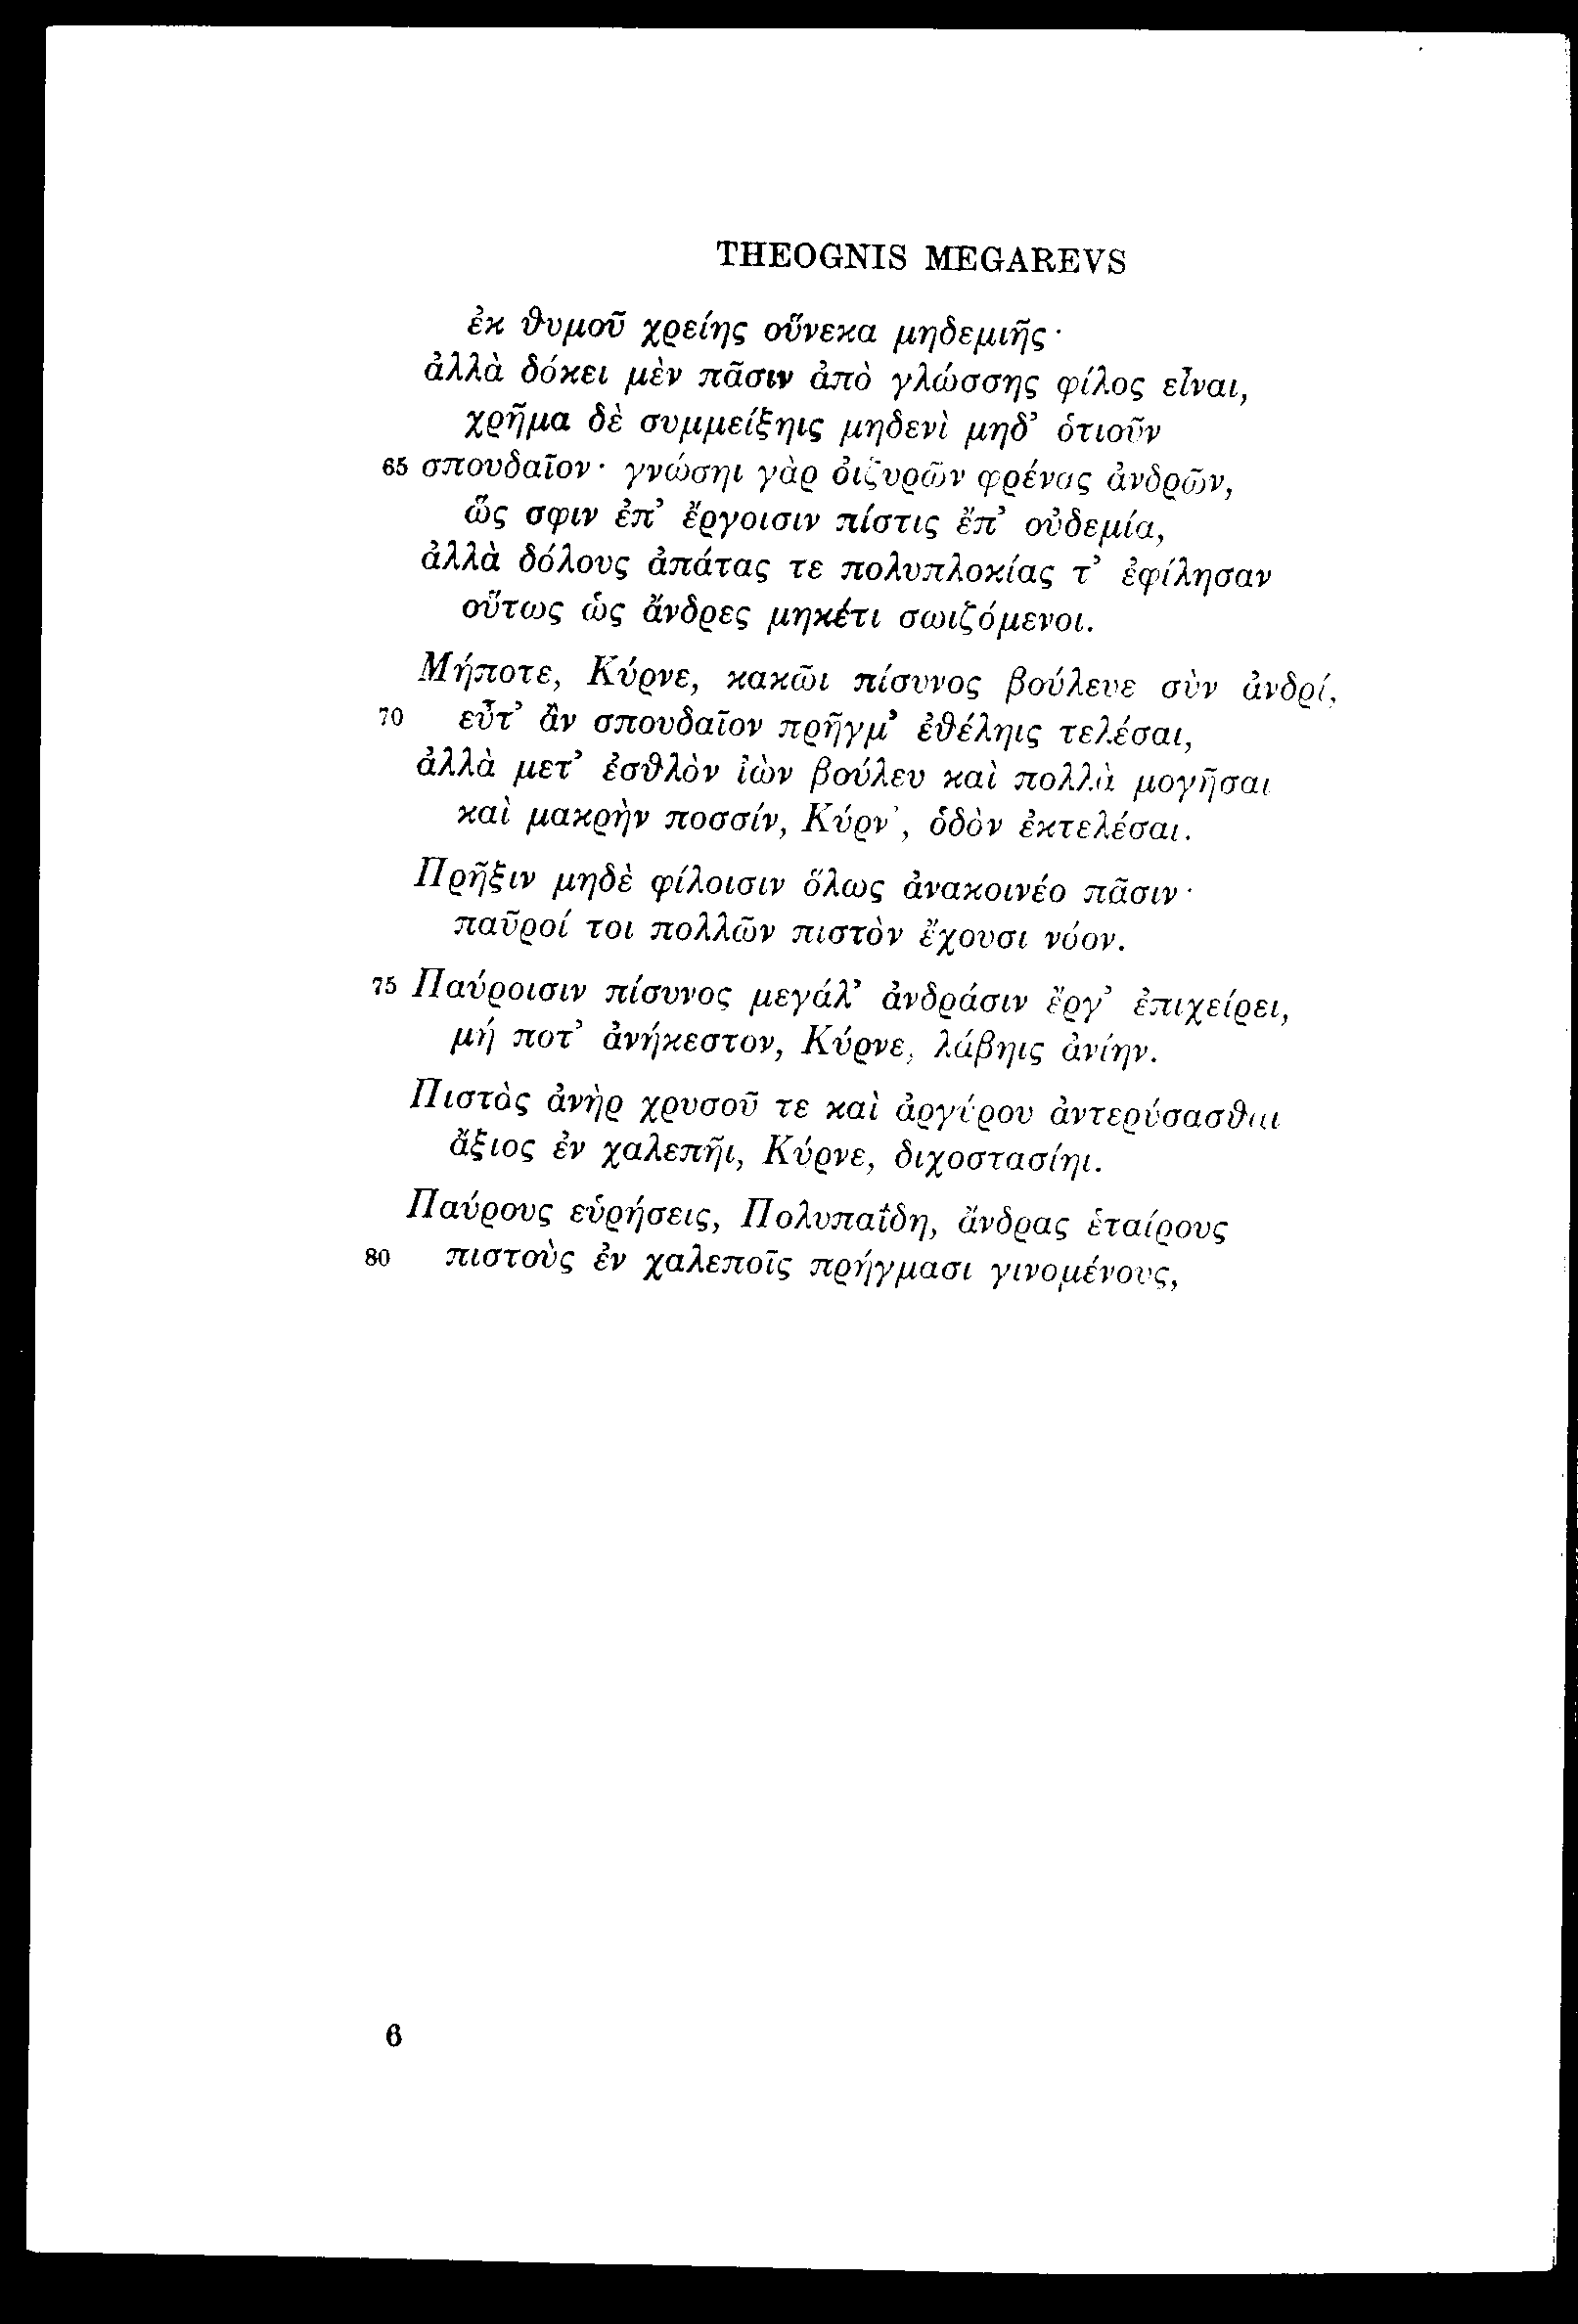 THEOGNIS MEGAREVS
ἐκ θυμοῦ χρείης οὕνεκα μηδεμιῆς·
ἀλλὰ δόκει μὲν πᾶσιν ἀπὸ γλώσσης φίλος εἶναι,
χρῆμα δὲ συμμείξηις μηδενὶ μηδ’ ὁτιοῦν
65 σπουδαῖον· γνώσηι γὰρ ὀϊζυρῶν φρένας ἀνδρῶν,
ὥς σφιν ἐπ’ ἔργοισιν πίστις ἔπ’ οὐδεμία,
ἀλλὰ δόλους ἀπάτας τε πολυπλοκίας τ’ ἐφίλησαν
οὕτως ὡς ἄνδρες μηκέτι σωιζόμενοι.
Μήποτε, Κύρνε, κακῶι πίσυνος βούλευε σὺν ἀνδρί,
70 εὖτ’ ἂν σπουδαῖον πρῆγμ’ ἐθέληις τελέσαι,
ἀλλὰ μετ’ ἐσθλὸν ἰὼν βούλευ καὶ πολλὰ μογῆσαι
καὶ μακρὴν ποσσίν, Κύρν’, ὁδὸν ἐκτελέσαι.
Πρῆξιν μηδὲ φίλοισιν ὅλως ἀνακοινέο πᾶσιν·
παῦροί τοι πολλῶν πιστὸν ἔχουσι νόον.
75 Παύροισιν πίσυνος μεγάλ’ ἀνδράσιν ἔργ’ ἐπιχείρει,
μή ποτ’ ἀνήκεστον, Κύρνε, λάβηις ἀνίην.
Πιστὸς ἀνὴρ χρυσοῦ τε καὶ ἀργύρου ἀντερύσασθαι
ἄξιος ἐν χαλεπῆι, Κύρνε, διχοστασίηι.
Παύρους εὑρήσεις, Πολυπαΐδη, ἄνδρας ἑταίρους
80 πιστοὺς ἐν χαλεποῖς πρήγμασι γινομένους,
6